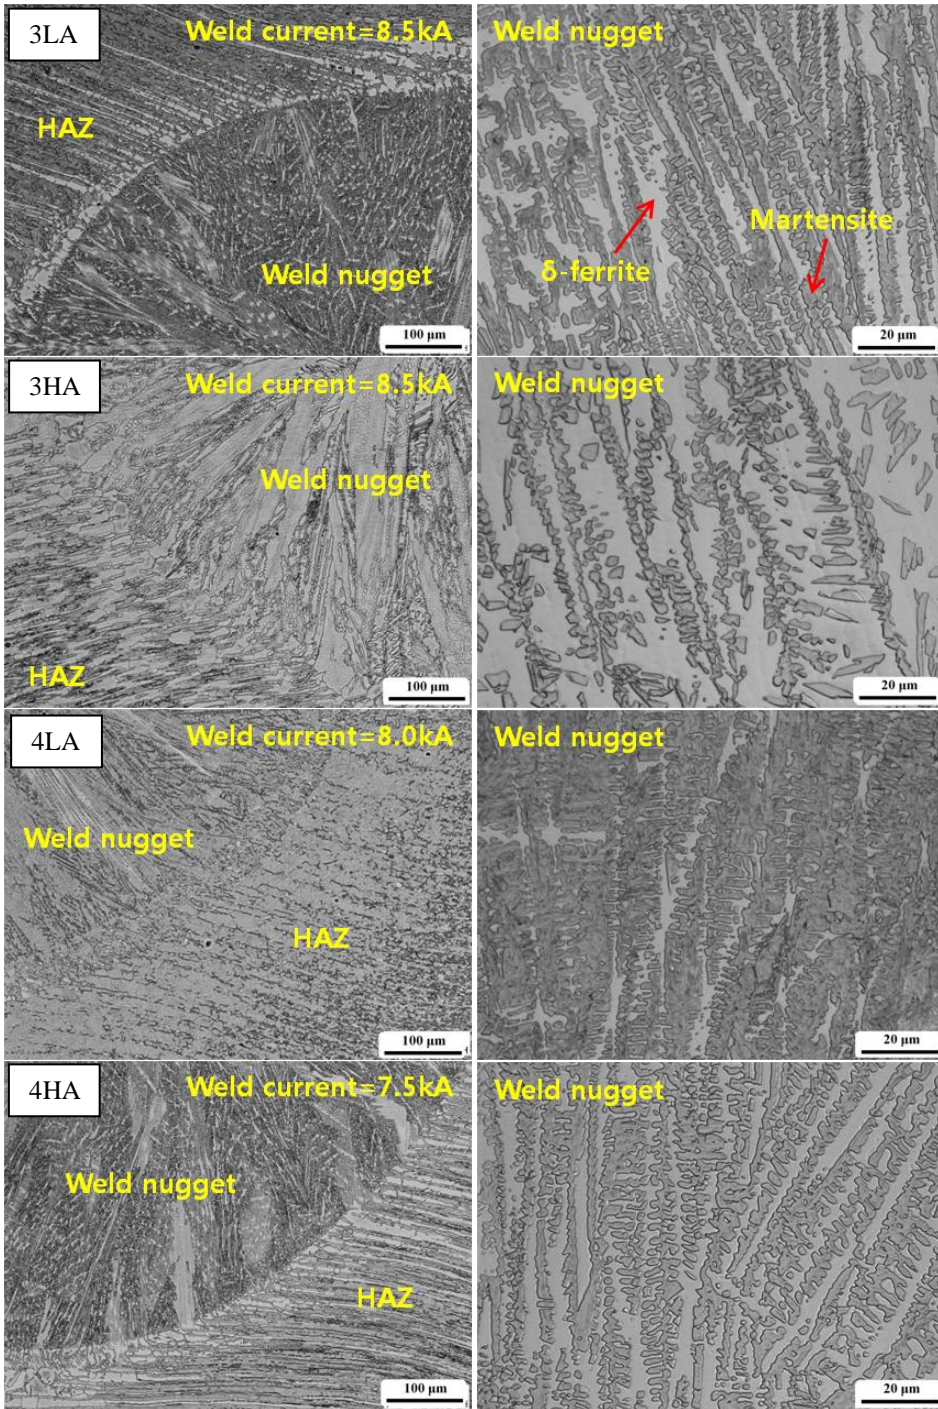 3LA
Weld current=8.5kA
HAZ
Weld nugget
100 µm
Weld nugget
δ-ferrite
Martensite
20 µm
3HA
Weld current=8.5kA
Weld nugget
HAZ
100 µm
Weld nugget
20 µm
4LA
Weld current=8.0kA
Weld nugget
HAZ
100 µm
Weld nugget
20 µm
4HA
Weld current=7.5kA
Weld nugget
HAZ
100 µm
Weld nugget
20 µm